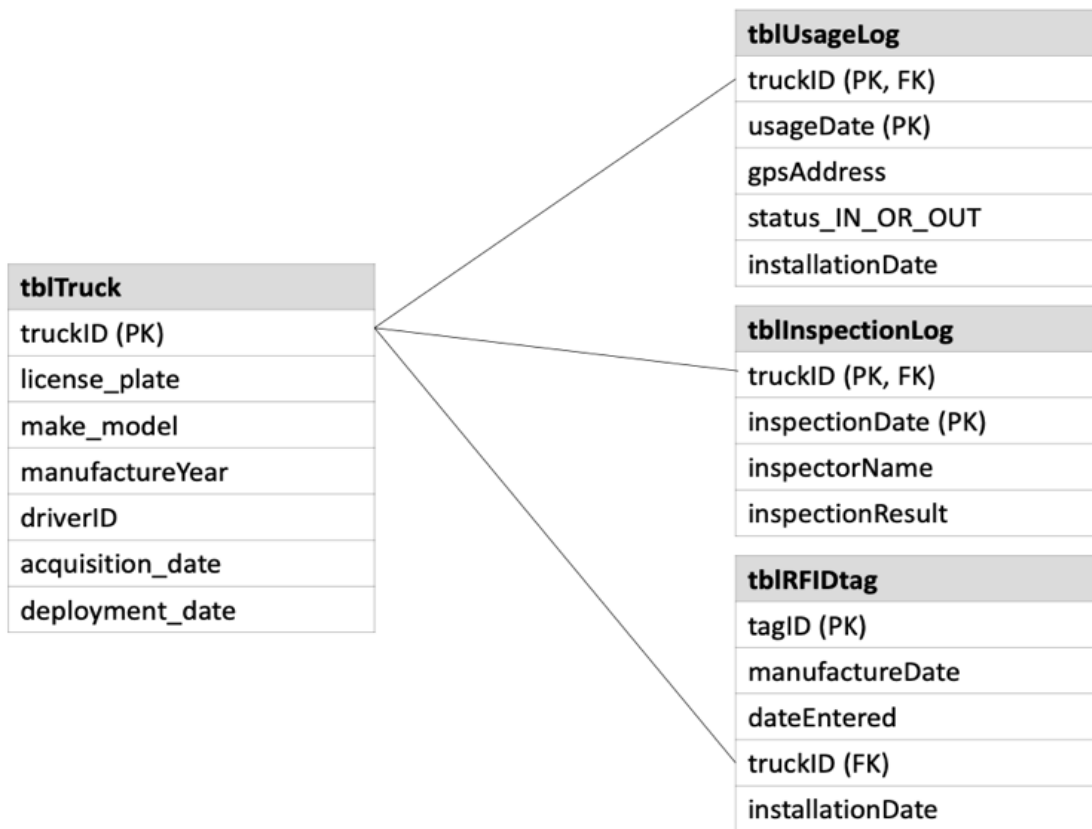 tblTruck
truckID (PK)
license_plate
make_model
manufactureYear
driverID
acquisition_date
deployment_date
tblUsageLog
truckID (PK, FK)
usageDate (PK)
gpsAddress
status_IN_OR_OUT
installationDate
tblInspectionLog
truckID (PK, FK)
inspectionDate (PK)
inspectorName
inspectionResult
tblRFIDtag
tagID (PK)
manufactureDate
dateEntered
truckID (FK)
installationDate